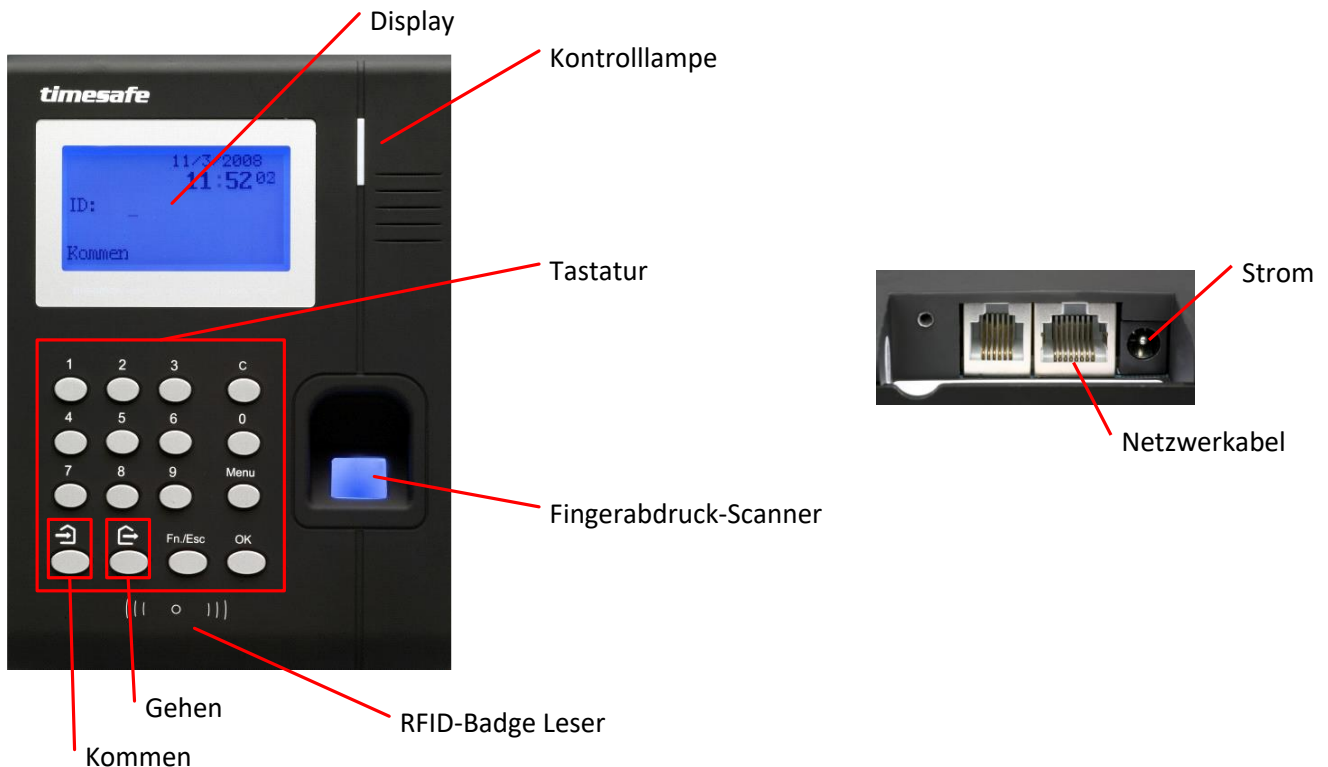 Display
Kontrolllampe
timesafe
11/3/2008
11:52 02
ID: _
Kommen
Tastatur
Strom
1 2 3 C
4 5 6 0
Netzwerkabel
7 8 9 Menu
Fingerabdruck-Scanner
Fn./Esc OK
Gehen
RFID-Badge Leser
Kommen